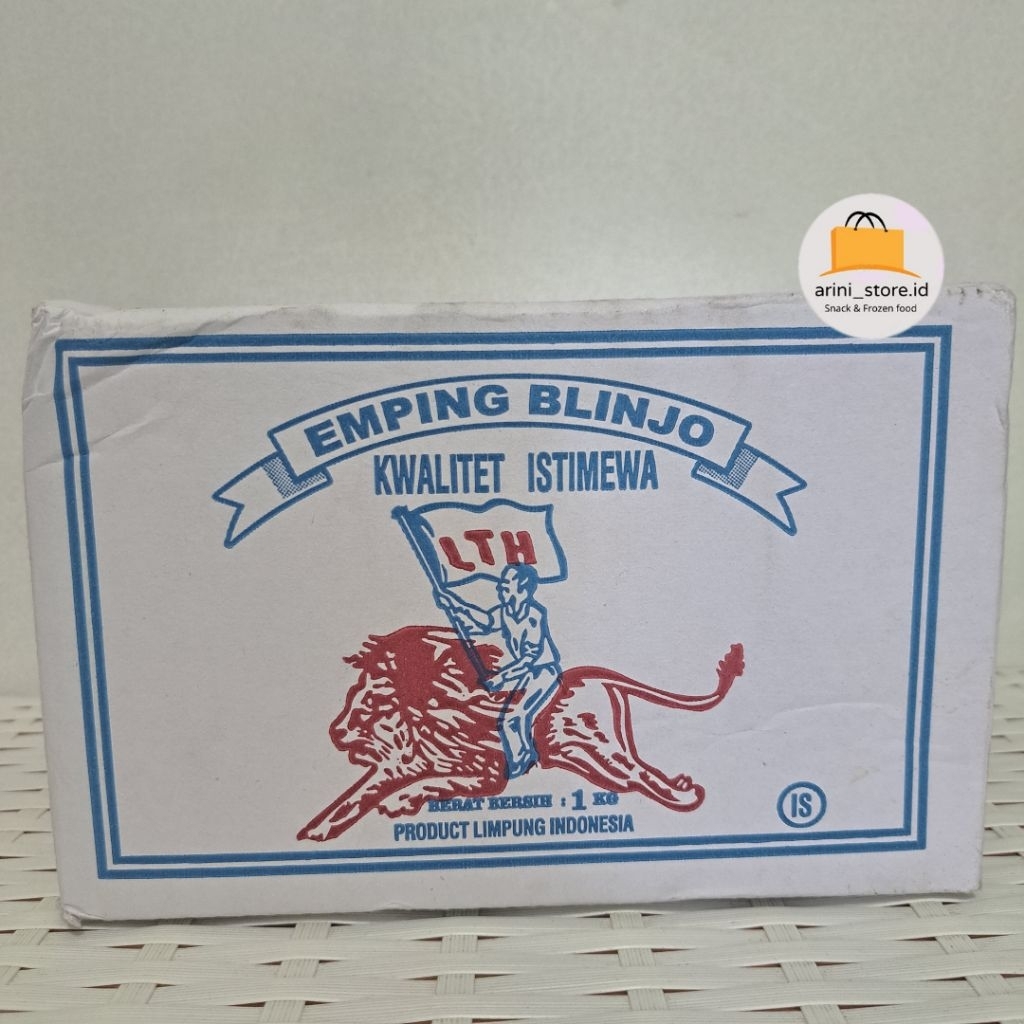 arini_store.id
Snack & Frozen food
EMPING BLINJO
KWALITET ISTIMEWA
LTH
BERAT BERSIH : 1 KG
PRODUCT LIMPUNG INDONESIA
IS